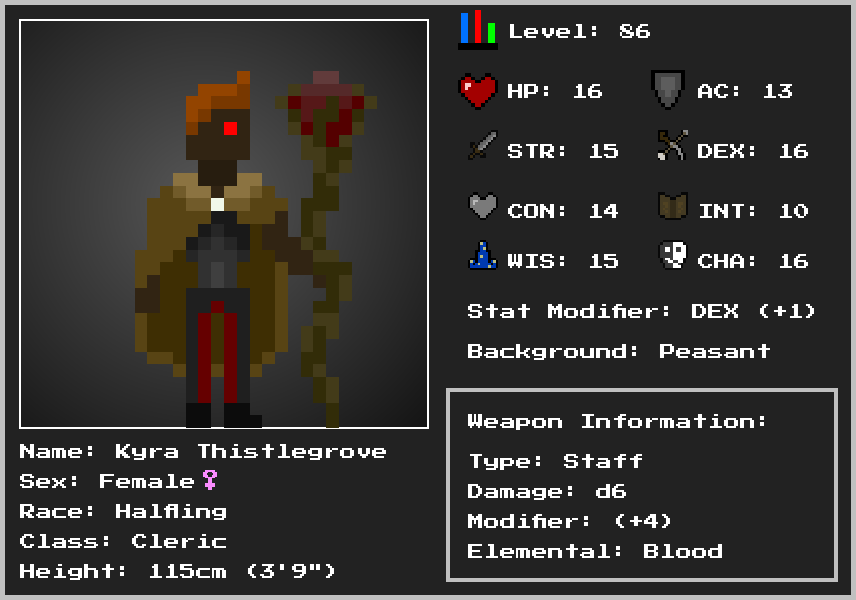 Level: 86
HP: 16 AC: 13
STR: 15 DEX: 16
CON: 14 INT: 10
WIS: 15 CHA: 16
Stat Modifier: DEX (+1)
Background: Peasant
Name: Kyra Thistlegrove
Sex: Female♀
Race: Halfling
Class: Cleric
Height: 115cm (3'9")
Weapon Information:
Type: Staff
Damage: d6
Modifier: (+4)
Elemental: Blood